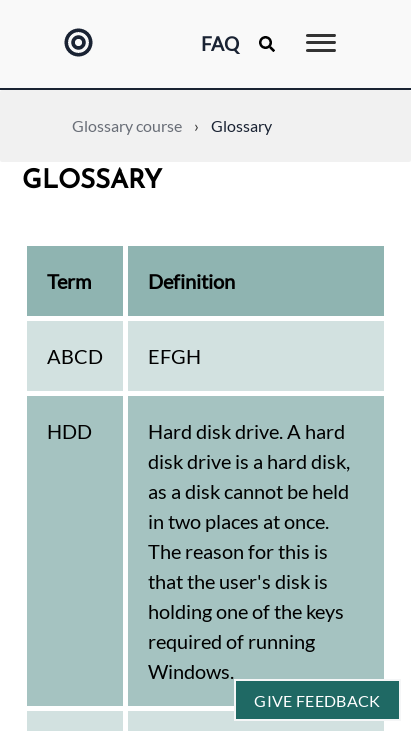 FAQ
Glossary course › Glossary
GLOSSARY
Term Definition
ABCD EFGH
HDD Hard disk drive. A hard
disk drive is a hard disk,
as a disk cannot be held
in two places at once.
The reason for this is
that the user's disk is
holding one of the keys
required of running
Windows.
GIVE FEEDBACK